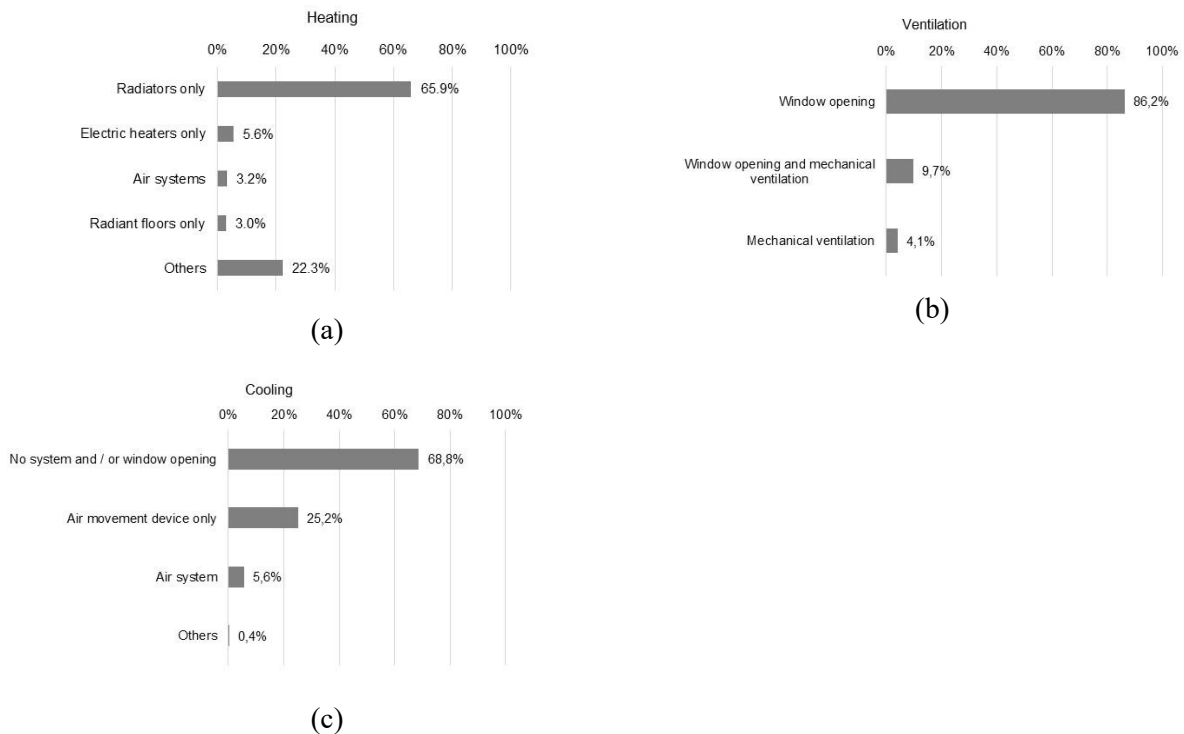 Heating
0% 20% 40% 60% 80% 100%
Radiators only 65.9%
Electric heaters only 5.6%
Air systems 3.2%
Radiant floors only 3.0%
Others 22.3%
(a)
Ventilation
0% 20% 40% 60% 80% 100%
Window opening 86,2%
Window opening and mechanical
ventilation 9,7%
Mechanical ventilation 4,1%
(b)
Cooling
0% 20% 40% 60% 80% 100%
No system and / or window opening 68,8%
Air movement device only 25,2%
Air system 5,6%
Others 0,4%
(c)